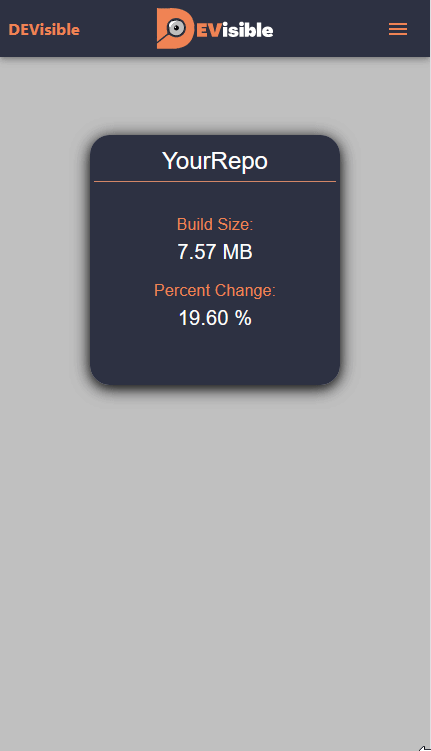 DEVisible
DEVisible
YourRepo
Build Size:
7.57 MB
Percent Change:
19.60 %